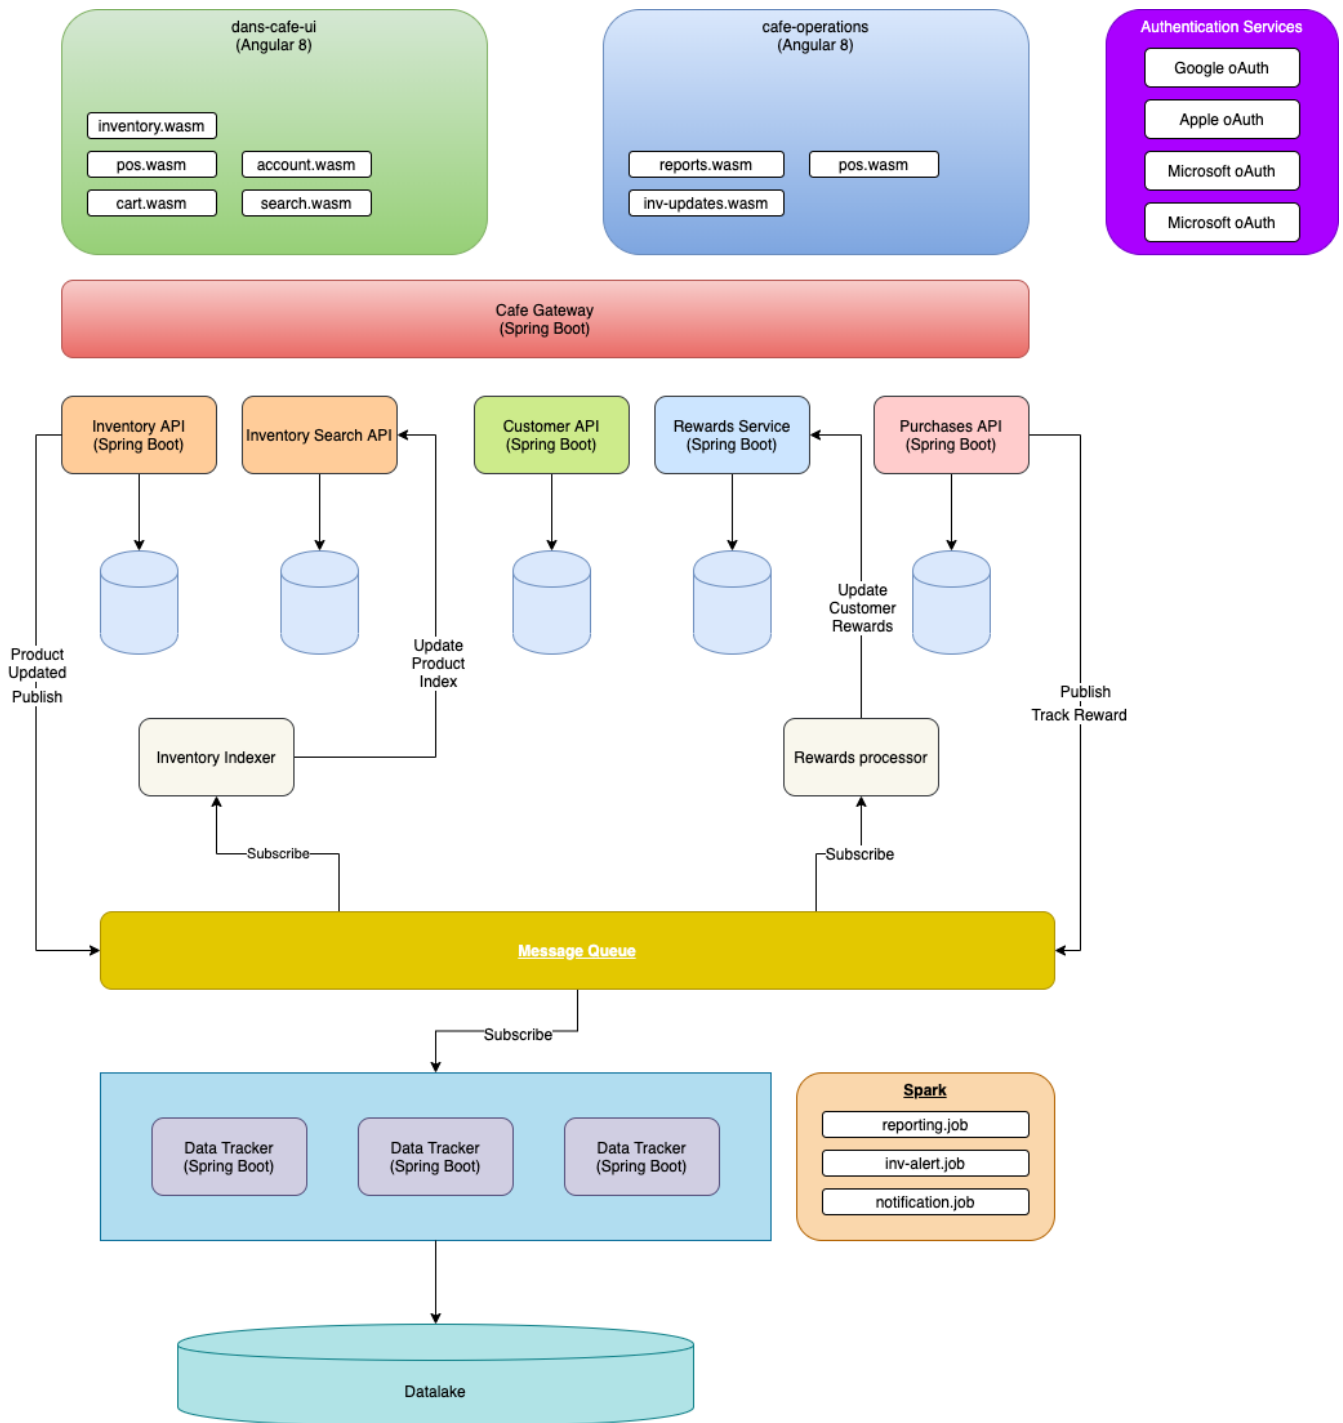 dans-cafe-ui
(Angular 8)
inventory.wasm
pos.wasm
account.wasm
cart.wasm
search.wasm
cafe-operations
(Angular 8)
reports.wasm
pos.wasm
inv-updates.wasm
Authentication Services
Google oAuth
Apple oAuth
Microsoft oAuth
Microsoft oAuth
Cafe Gateway
(Spring Boot)
Inventory API
(Spring Boot)
Inventory Search API
Customer API
(Spring Boot)
Rewards Service
(Spring Boot)
Purchases API
(Spring Boot)
Product
Updated
Publish
Update
Product
Index
Update
Customer
Rewards
Publish
Track Reward
Inventory Indexer
Rewards processor
Subscribe
Subscribe
Message Queue
Subscribe
Data Tracker
(Spring Boot)
Data Tracker
(Spring Boot)
Data Tracker
(Spring Boot)
Spark
reporting.job
inv-alert.job
notification.job
Datalake